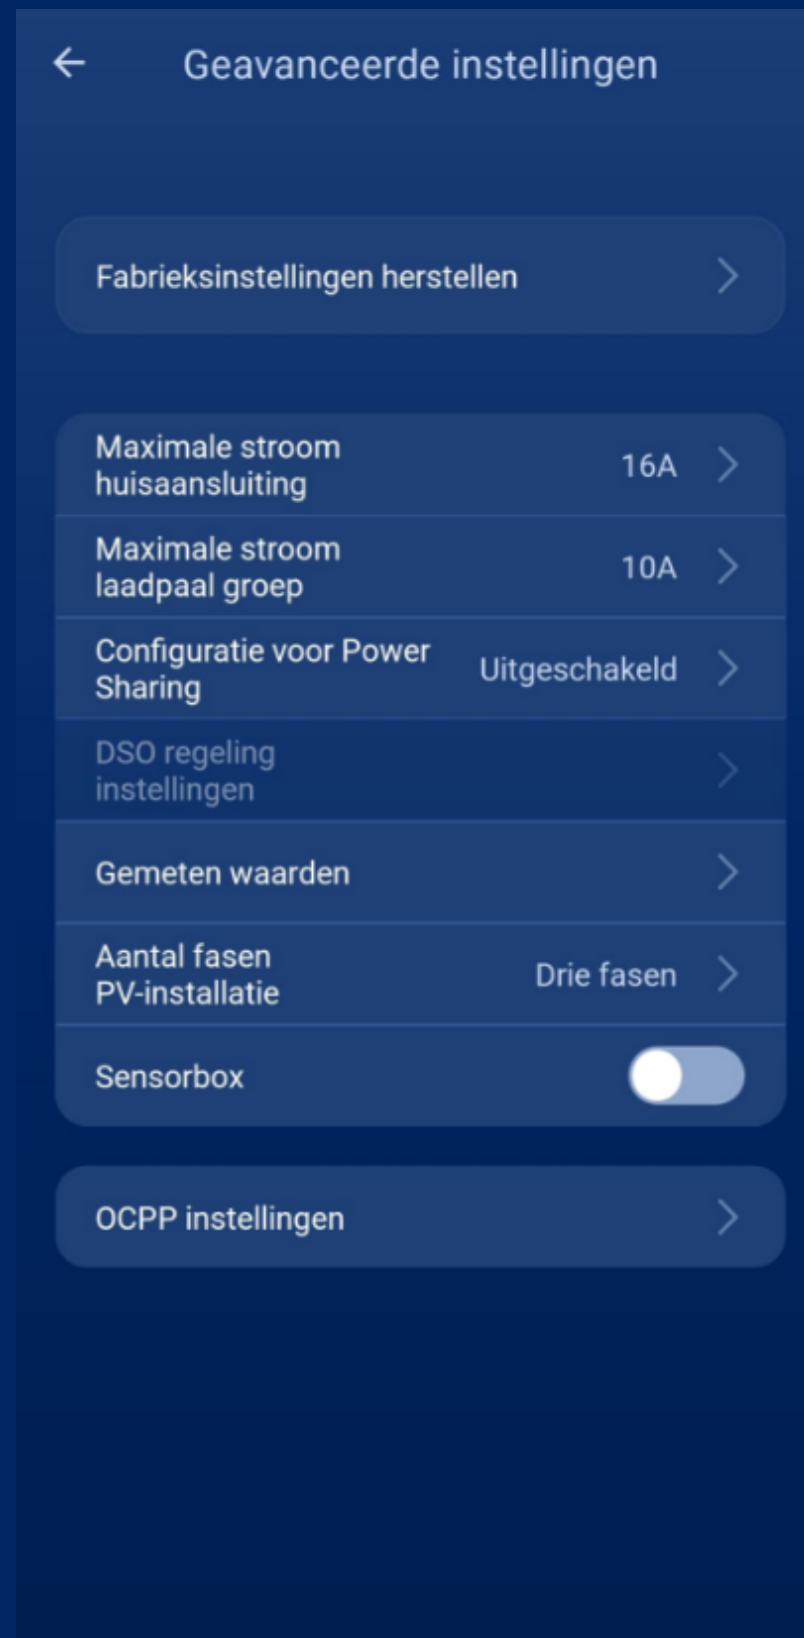 Geavanceerde instellingen
Fabrieksinstellingen herstellen
Maximale stroom
huisaansluiting
16A
Maximale stroom
laadpaal groep
10A
Configuratie voor Power
Sharing
Uitgeschakeld
DSO regeling
instellingen
Gemeten waarden
Aantal fasen
PV-installatie
Drie fasen
Sensorbox
OCPP instellingen